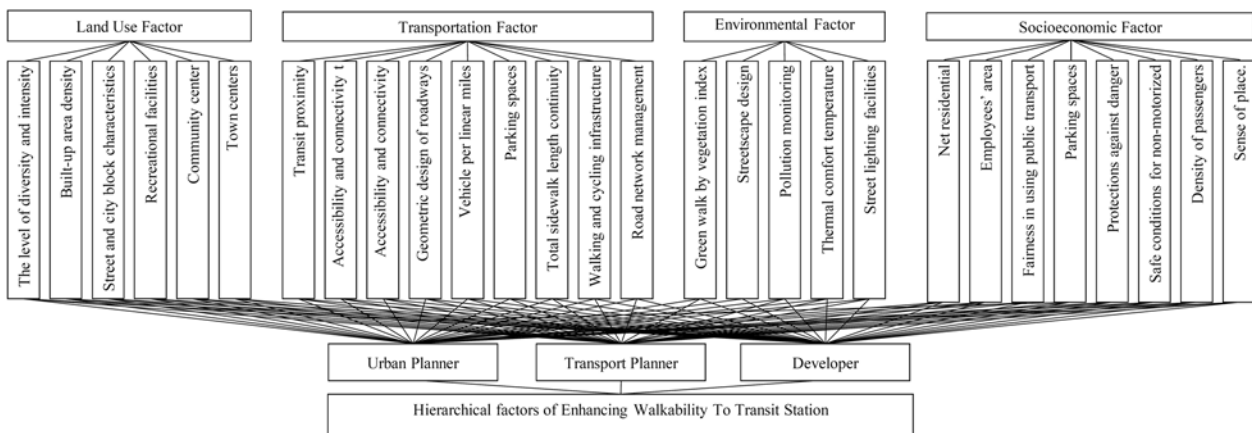 Land Use Factor
Transportation Factor
Environmental Factor
Socioeconomic Factor
The level of diversity and intensity
Built-up area density
Street and city block characteristics
Recreational facilities
Community center
Town centers
Transit proximity
Accessibility and connectivity t
Accessibility and connectivity
Geometric design of roadways
Vehicle per linear miles
Parking spaces
Total sidewalk length continuity
Walking and cycling infrastructure
Road network management
Green walk by vegetation index
Streetscape design
Pollution monitoring
Thermal comfort temperature
Street lighting facilities
Net residential
Employees’ area
Fairness in using public transport
Parking spaces
Protections against danger
Safe conditions for non-motorized
Density of passengers
Sense of place.
Urban Planner
Transport Planner
Developer
Hierarchical factors of Enhancing Walkability To Transit Station